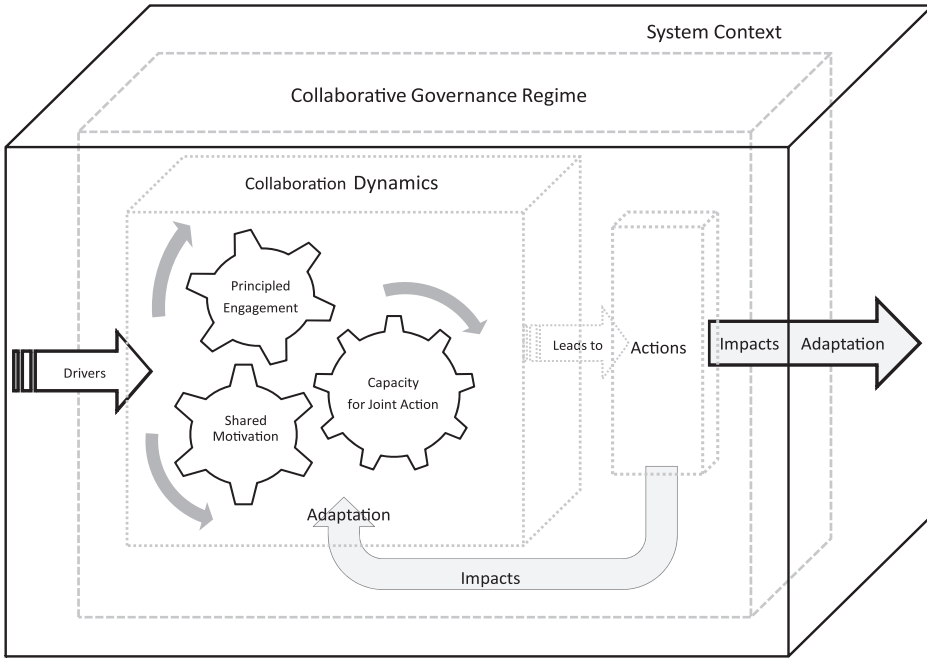 System Context
Collaborative Governance Regime
Collaboration Dynamics
Principled
Engagement
Capacity
for Joint Action
Shared
Motivation
Drivers
Leads to
Actions
Impacts
Adaptation
Adaptation
Impacts